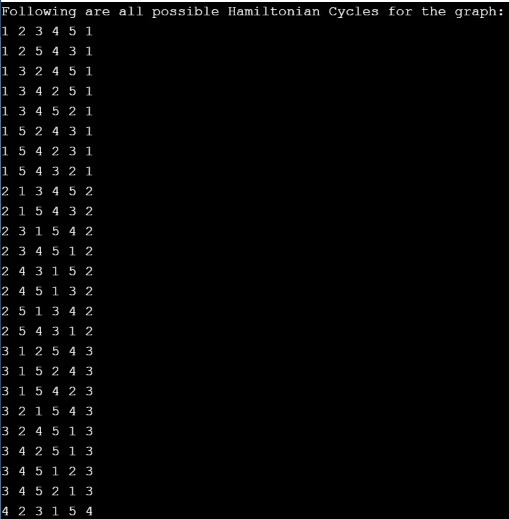 Following are all possible Hamiltonian Cycles for the graph:
1 2 3 4 5 1
1 2 5 4 3 1
1 3 2 4 5 1
1 3 4 2 5 1
1 3 4 5 2 1
1 5 2 4 3 1
1 5 4 2 3 1
1 5 4 3 2 1
2 1 3 4 5 2
2 1 5 4 3 2
2 3 1 5 4 2
2 3 4 5 1 2
2 4 3 1 5 2
2 4 5 1 3 2
2 5 1 3 4 2
2 5 4 3 1 2
3 1 2 5 4 3
3 1 5 2 4 3
3 1 5 4 2 3
3 2 1 5 4 3
3 2 4 5 1 3
3 4 2 5 1 3
3 4 5 1 2 3
3 4 5 2 1 3
4 2 3 1 5 4